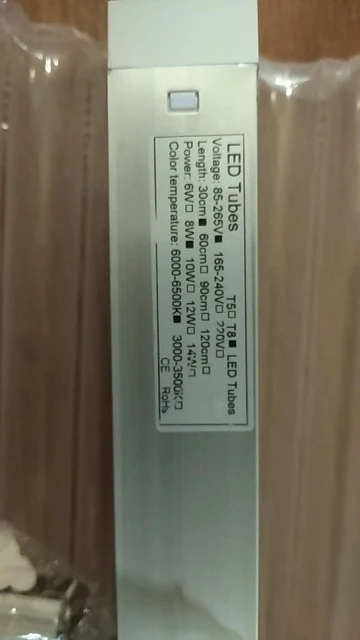 LED Tubes T5□ T8■ LED Tubes
Voltage: 85-265V■ 165-240V□ 220V□
Length: 30cm■ 60cm□ 90cm□ 120cm□
Power: 6W□ 8W■ 10W□ 12W□ 14W□
Color temperature: 6000-6500K■ 3000-3500K□
CE RoHs